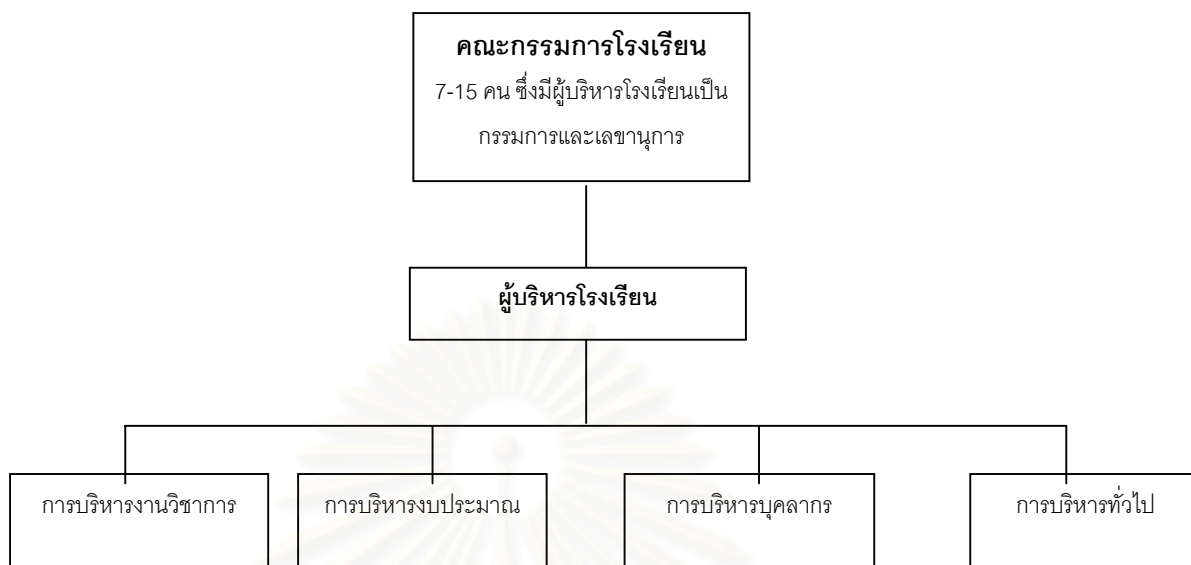 คณะกรรมการโรงเรียน
7-15 คน ซึ่งมีผู้บริหารโรงเรียนเป็น
กรรมการและเลขานุการ
ผู้บริหารโรงเรียน
การบริหารงานวิชาการ
การบริหารงบประมาณ
การบริหารบุคลากร
การบริหารทั่วไป